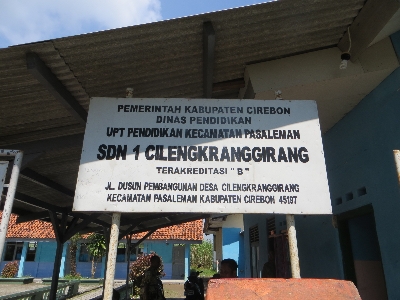 PEMERINTAH KABUPATEN CIREBON
DINAS PENDIDIKAN
UPT PENDIDIKAN KECAMATAN PASALEMAN
SDN 1 CILENGKRANGGIRANG
TERAKREDITASI "B"
JL. DUSUN PEMBANGUNAN DESA CILENGKRANGGIRANG
KECAMATAN PASALEMAN KABUPATEN CIREBON 45197